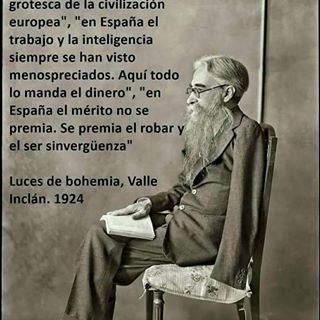 grotesca de la civilización
europea", "en España el
trabajo y la inteligencia
siempre se han visto
menospreciados. Aquí todo
lo manda el dinero", "en
España el mérito no se
premia. Se premia el robar y
el ser sinvergüenza"
Luces de bohemia, Valle
Inclán. 1924